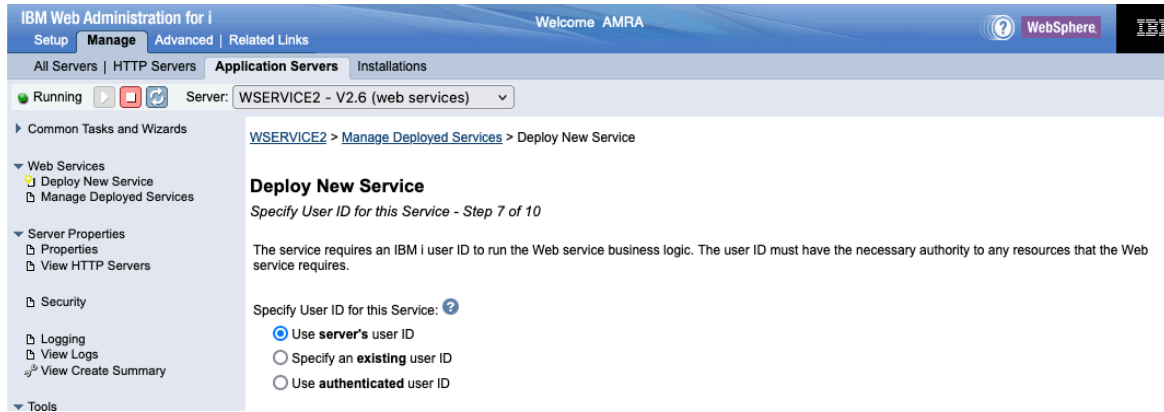 IBM Web Administration for i
Welcome AMRA
WebSphere.
Setup Manage Advanced | Related Links
All Servers | HTTP Servers Application Servers Installations
Running Server: WSERVICE2 - V2.6 (web services)
Common Tasks and Wizards
WSERVICE2 > Manage Deployed Services > Deploy New Service
Web Services
Deploy New Service
Manage Deployed Services
Server Properties
Properties
View HTTP Servers
Security
Logging
View Logs
View Create Summary
Tools
Deploy New Service
Specify User ID for this Service - Step 7 of 10
The service requires an IBM i user ID to run the Web service business logic. The user ID must have the necessary authority to any resources that the Web
service requires.
Specify User ID for this Service: ?
Use server's user ID
Specify an existing user ID
Use authenticated user ID